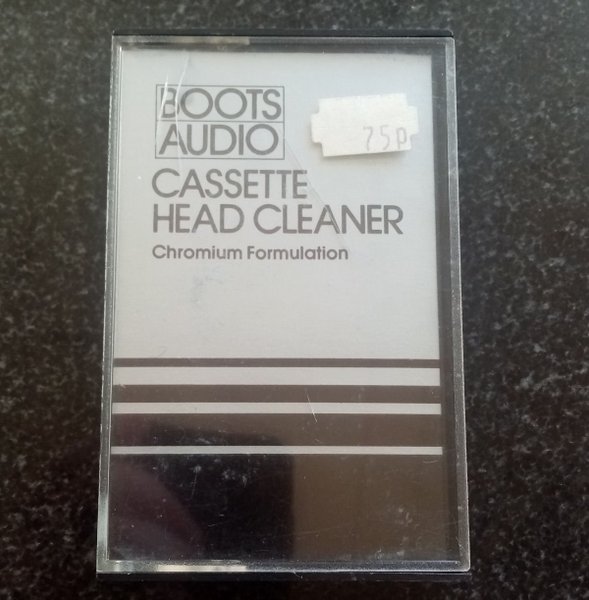 BOOTS
AUDIO
75p
CASSETTE
HEAD CLEANER
Chromium Formulation